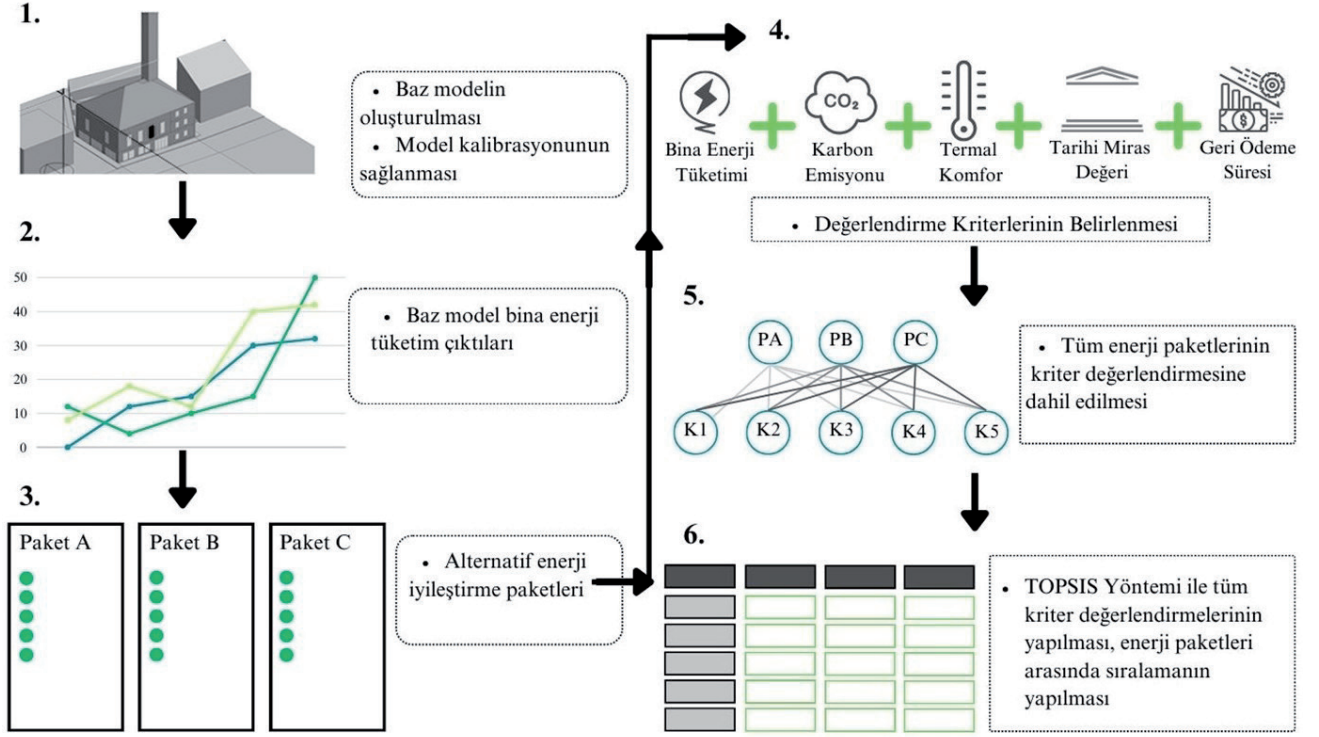 1.
• Baz modelin
oluşturulması
• Model kalibrasyonunun
sağlanması
2.
50
40
30
20
10
0
• Baz model bina enerji
tüketim çıktıları
3.
Paket A
Paket B
Paket C
• Alternatif enerji
iyileştirme paketleri
4.
CO₂
$
Bina Enerji
Tüketimi
Karbon
Emisyonu
Termal
Komfor
Tarihi Miras
Değeri
Geri Ödeme
Süresi
• Değerlendirme Kriterlerinin Belirlenmesi
5.
PA
PB
PC
K1
K2
K3
K4
K5
• Tüm enerji paketlerinin
kriter değerlendirmesine
dahil edilmesi
6.
• TOPSIS Yöntemi ile tüm
kriter değerlendirmelerinin
yapılması, enerji paketleri
arasında sıralamanın
yapılması